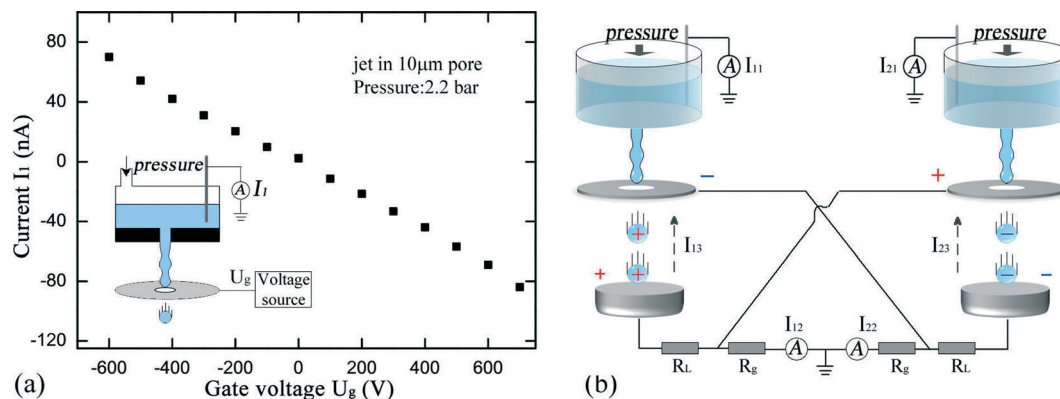 80
40
0
-40
-80
-120
Current I₁ (nA)
jet in 10μm pore
Pressure:2.2 bar
pressure
A
I₁
Ug
Voltage
source
-600 -400 -200 0 200 400 600
Gate voltage Ug (V)
(a)
pressure
A
I₁₁
pressure
I₂₁
A
−
+
+
+
+
I₁₃
I₂₃
−
−
−
I₁₂
I₂₂
A
A
RL
Rg
Rg
RL
(b)